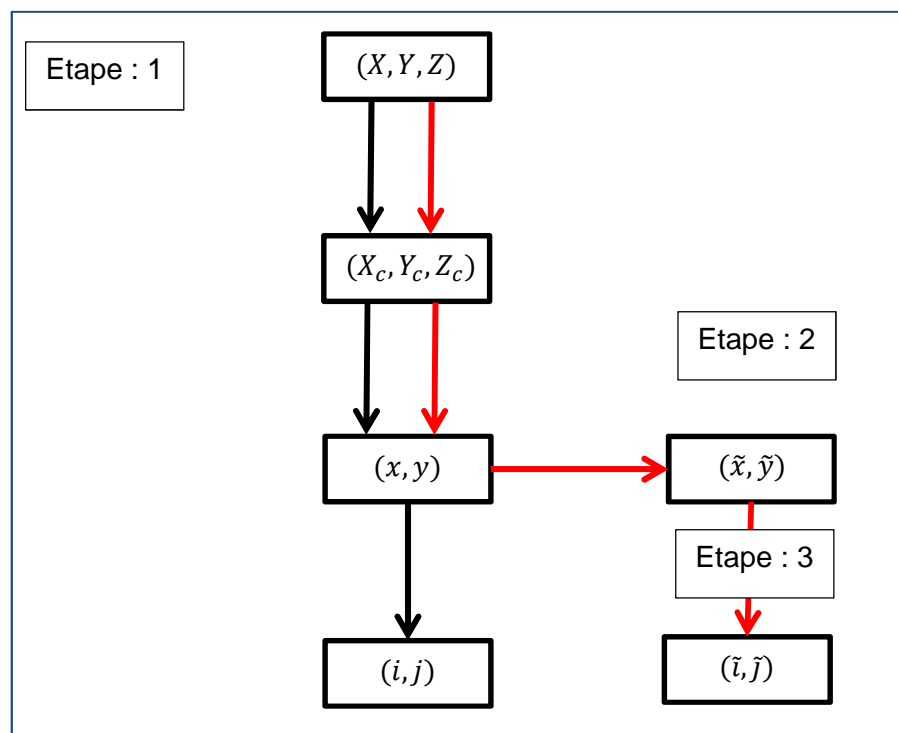 Etape : 1
(X, Y, Z)
(X_c, Y_c, Z_c)
Etape : 2
(x, y)
(x̃, ỹ)
Etape : 3
(i, j)
(ĩ, j̃)